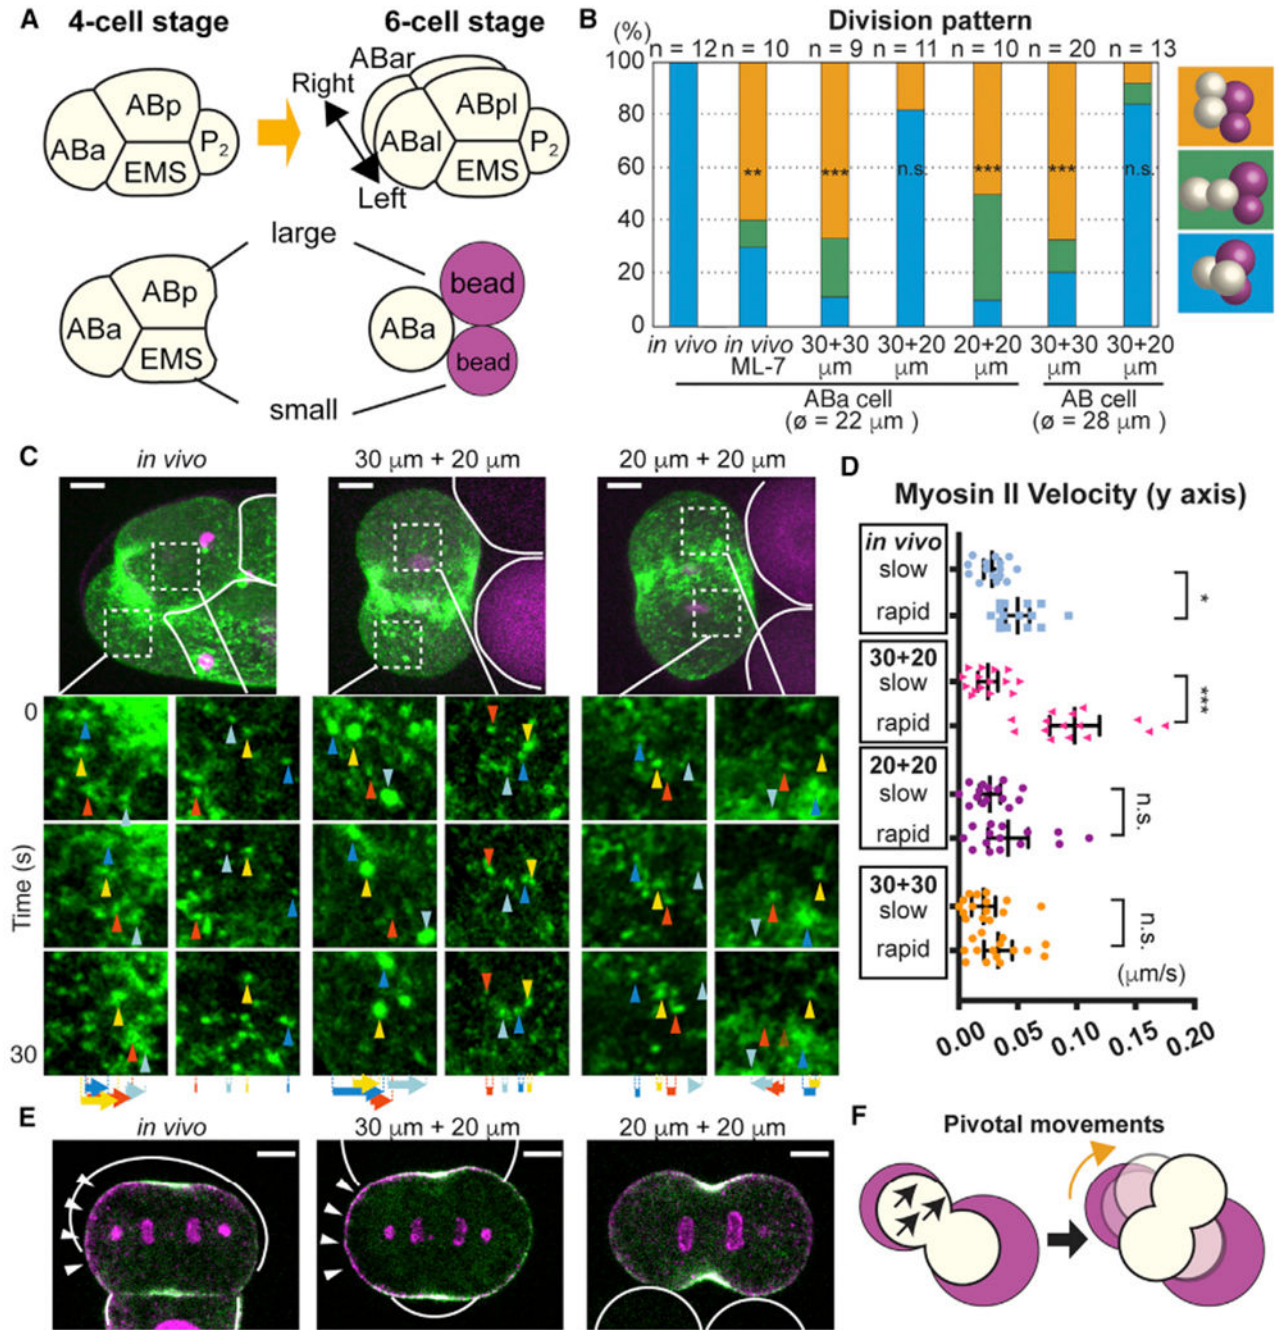 A
4-cell stage
6-cell stage
ABar
Right
ABp
ABa
EMS
P2
ABpl
ABal
EMS
P2
Left
large
ABp
ABa
EMS
bead
ABa
bead
small
B
Division pattern
(%)
n = 12 n = 10 n = 9 n = 11 n = 10 n = 20 n = 13
100
80
60
40
20
0
** *** n.s. *** *** n.s.
in vivo in vivo 30+30 30+20 20+20 30+30 30+20
ML-7 μm μm μm μm μm
ABa cell
(ø = 22 μm )
AB cell
(ø = 28 μm )
C
in vivo
30 μm + 20 μm
20 μm + 20 μm
0
Time (s)
30
D
Myosin II Velocity (y axis)
in vivo
slow
rapid
*
30+20
slow
rapid
***
20+20
slow
rapid
n.s.
30+30
slow
rapid
n.s.
(μm/s)
0.00 0.05 0.10 0.15 0.20
E
in vivo
30 μm + 20 μm
20 μm + 20 μm
F
Pivotal movements